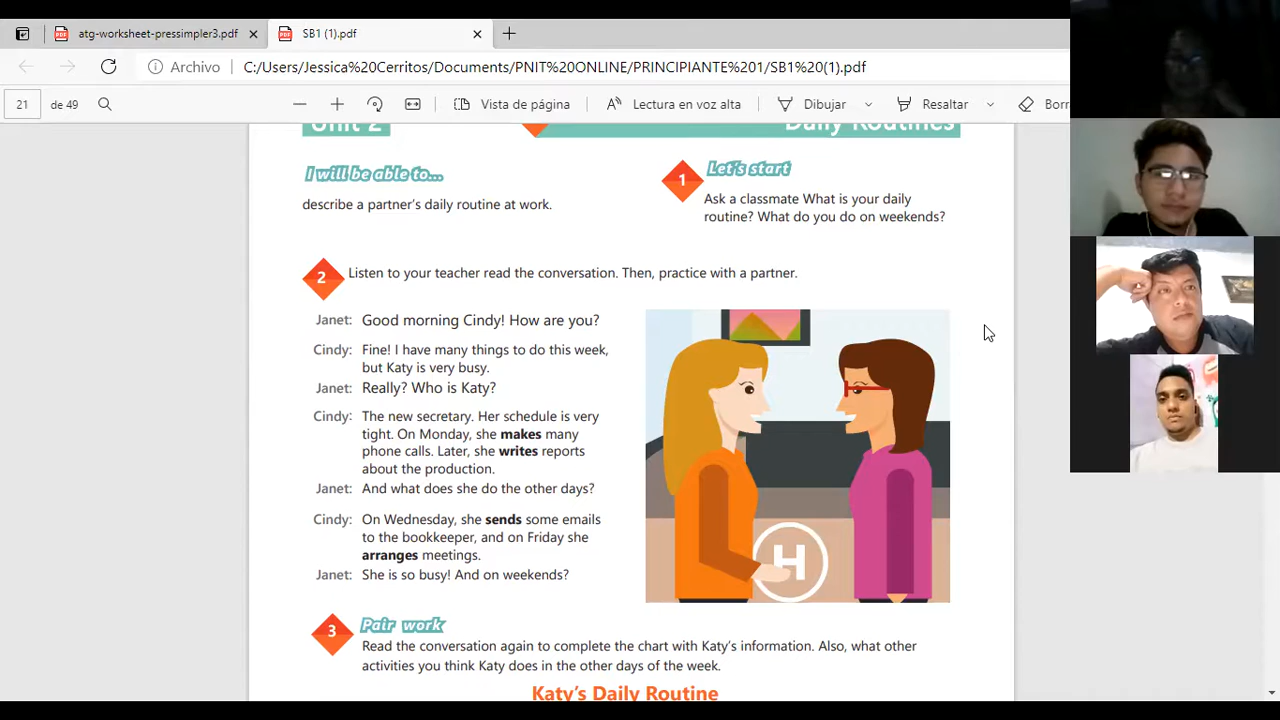 atg-worksheet-pressimpler3.pdf
SB1 (1).pdf
Archivo
C:/Users/Jessica%20Cerritos/Documents/PNIT%20ONLINE/PRINCIPIANTE%201/SB1%20(1).pdf
21 de 49
Vista de página
Lectura en voz alta
Dibujar
Resaltar
Borr
Unit 2
Daily Routines
I will be able to...
describe a partner's daily routine at work.
1
Let's start
Ask a classmate What is your daily
routine? What do you do on weekends?
2
Listen to your teacher read the conversation. Then, practice with a partner.
Janet: Good morning Cindy! How are you?
Cindy: Fine! I have many things to do this week,
but Katy is very busy.
Janet: Really? Who is Katy?
Cindy: The new secretary. Her schedule is very
tight. On Monday, she makes many
phone calls. Later, she writes reports
about the production.
Janet: And what does she do the other days?
Cindy: On Wednesday, she sends some emails
to the bookkeeper, and on Friday she
arranges meetings.
Janet: She is so busy! And on weekends?
H
3
Pair work
Read the conversation again to complete the chart with Katy's information. Also, what other
activities you think Katy does in the other days of the week.
Katy's Daily Routine